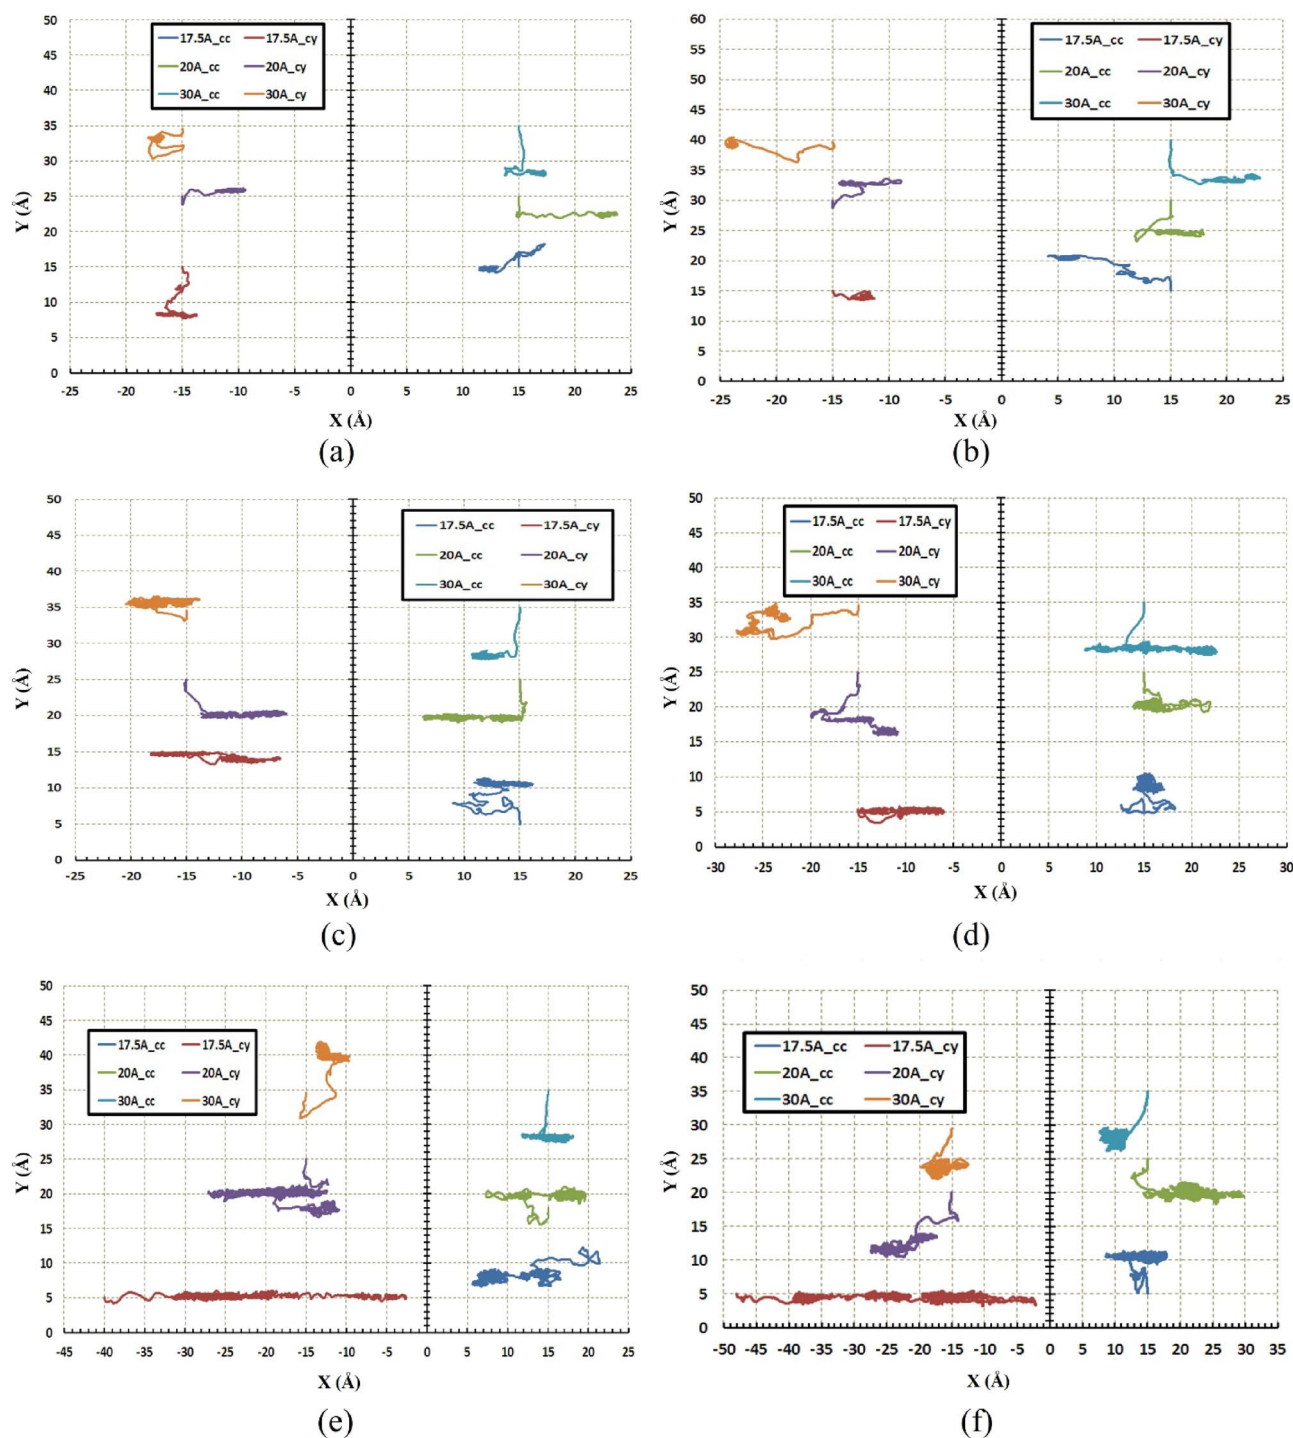 50
45
40
35
30
25
20
15
10
5
0
Y (Å)
17.5A_cc 17.5A_cy
20A_cc 20A_cy
30A_cc 30A_cy
-25 -20 -15 -10 -5 0 5 10 15 20 25
X (Å)
(a)
60
55
50
45
40
35
30
25
20
15
10
5
0
Y (Å)
17.5A_cc 17.5A_cy
20A_cc 20A_cy
30A_cc 30A_cy
-25 -20 -15 -10 -5 0 5 10 15 20 25
X (Å)
(b)
50
45
40
35
30
25
20
15
10
5
0
Y (Å)
17.5A_cc 17.5A_cy
20A_cc 20A_cy
30A_cc 30A_cy
-25 -20 -15 -10 -5 0 5 10 15 20 25
X (Å)
(c)
50
45
40
35
30
25
20
15
10
5
0
Y (Å)
17.5A_cc 17.5A_cy
20A_cc 20A_cy
30A_cc 30A_cy
-30 -25 -20 -15 -10 -5 0 5 10 15 20 25 30
X (Å)
(d)
50
45
40
35
30
25
20
15
10
5
0
Y (Å)
17.5A_cc 17.5A_cy
20A_cc 20A_cy
30A_cc 30A_cy
-45 -40 -35 -30 -25 -20 -15 -10 -5 0 5 10 15 20 25
X (Å)
(e)
50
45
40
35
30
25
20
15
10
5
0
Y (Å)
17.5A_cc 17.5A_cy
20A_cc 20A_cy
30A_cc 30A_cy
-50 -45 -40 -35 -30 -25 -20 -15 -10 -5 0 5 10 15 20 25 30 35
X (Å)
(f)